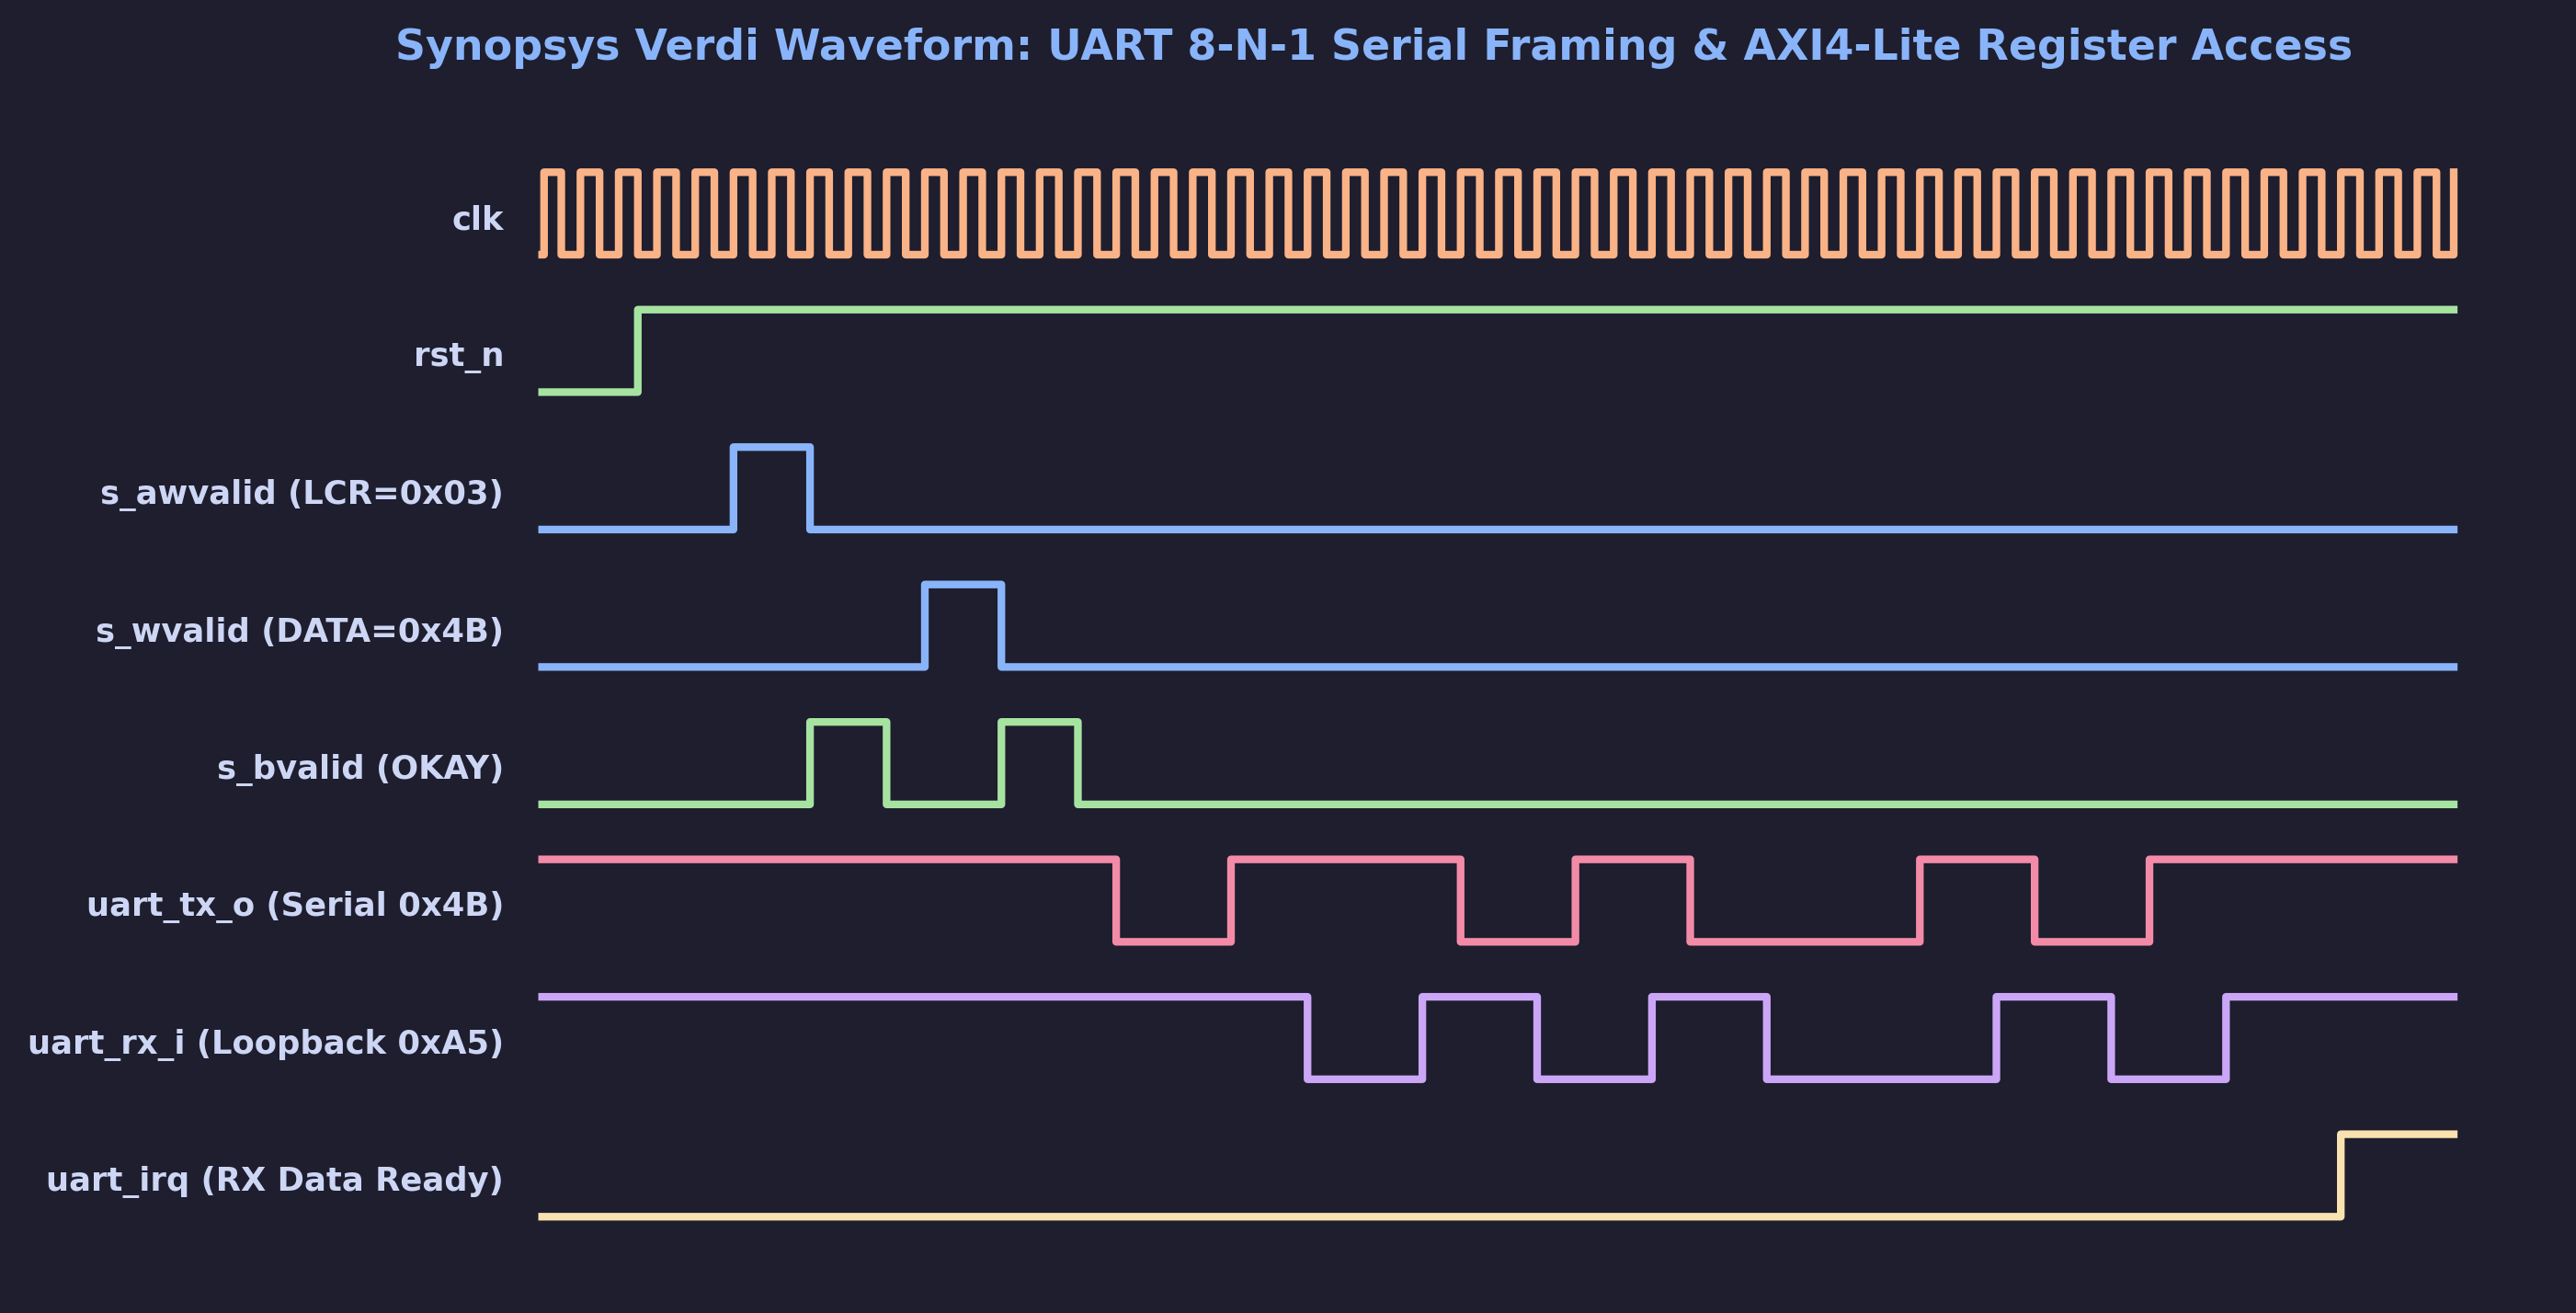 Synopsys Verdi Waveform: UART 8-N-1 Serial Framing & AXI4-Lite Register Access
clk
rst_n
s_awvalid (LCR=0x03)
s_wvalid (DATA=0x4B)
s_bvalid (OKAY)
uart_tx_o (Serial 0x4B)
uart_rx_i (Loopback 0xA5)
uart_irq (RX Data Ready)